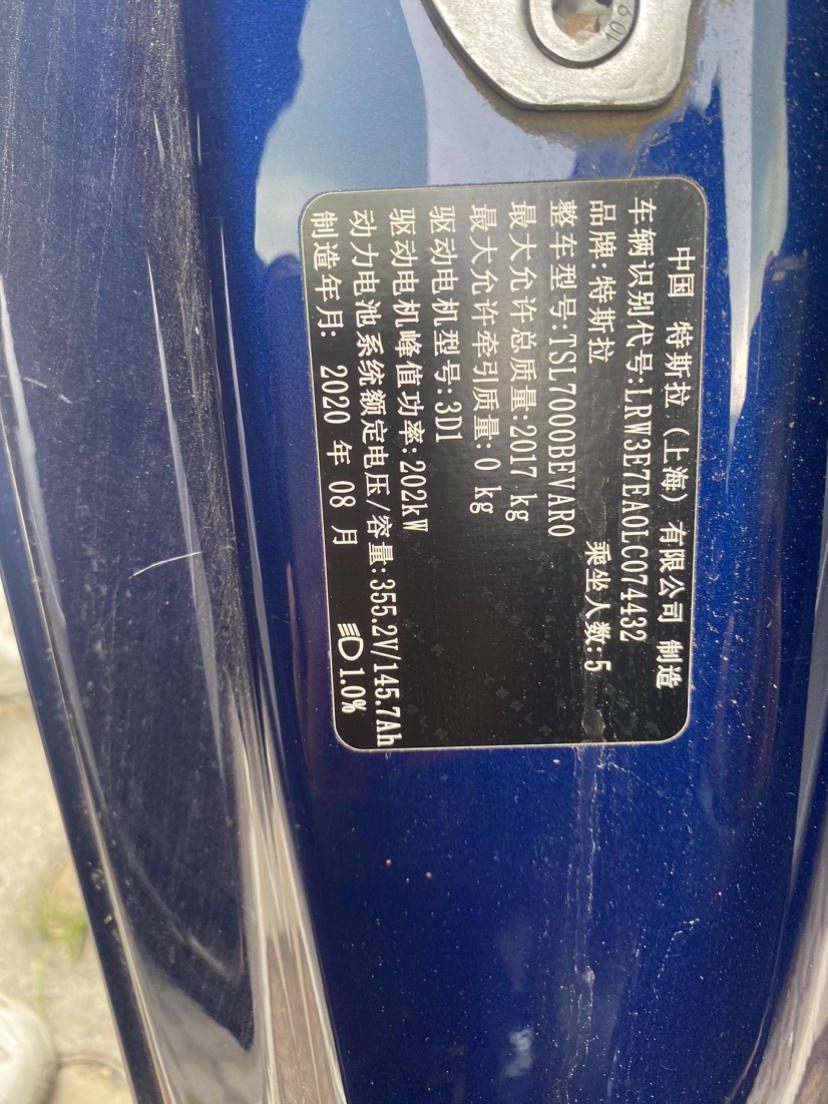 中国 特斯拉（上海）有限公司 制造
车辆识别代号:LRW3E7EA0LC074432
品牌:特斯拉 乘坐人数:5
整车型号:TSL7000BEVAR0
最大允许总质量:2017 kg
最大允许牵引质量:0 kg
驱动电机型号:3D1
驱动电机峰值功率:202kW
动力电池系统额定电压/容量:355.2V/145.7Ah
制造年月: 2020 年 08 月 1.0%